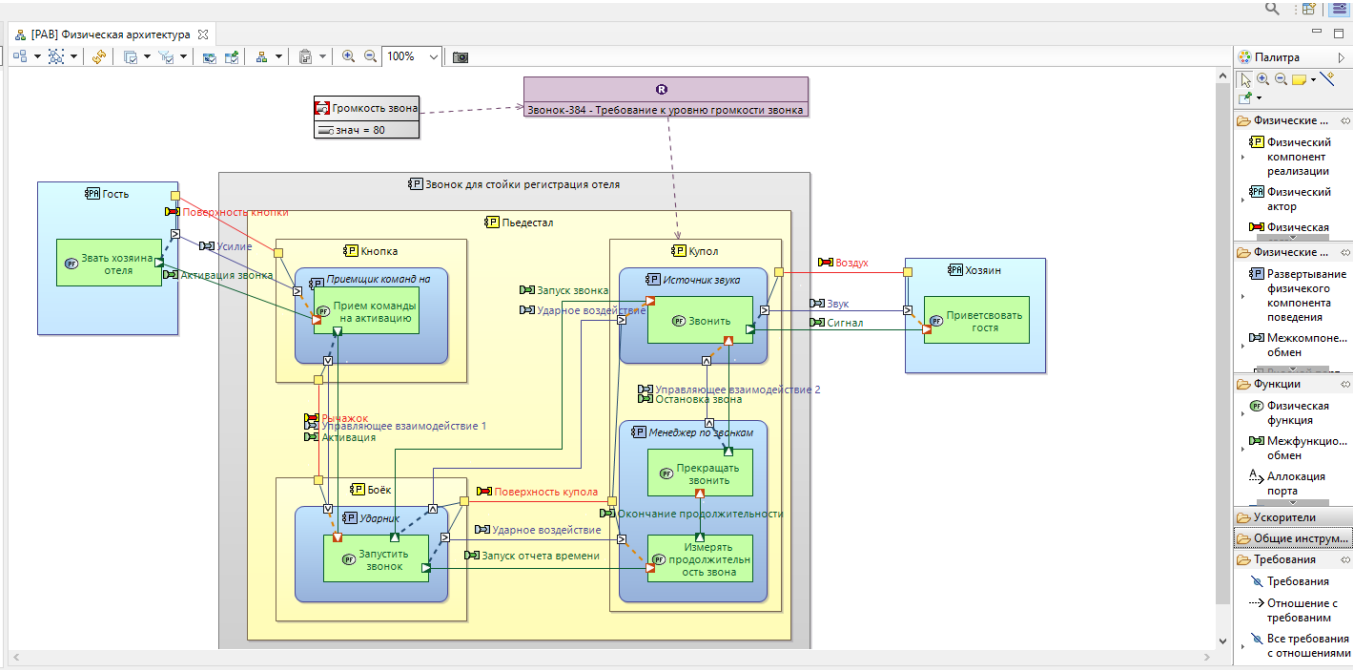 [PAB] Физическая архитектура
100%
Палитра
Физические ...
Физический
компонент
реализации
Физический
актор
Физическая
Физические ...
Развертывание
физичекого
компонента
поведения
Межкомпоне...
обмен
Функции
Физическая
функция
Межфункцио...
обмен
Аллокация
порта
Ускорители
Общие инструм...
Требования
Требования
Отношение с
требованим
Все требования
с отношениями
R
Громкость звона
знач = 80
Звонок-384 - Требование к уровню громкости звонка
Звонок для стойки регистрация отеля
Гость
Поверхность кнопки
Пьедестал
Звать хозяина
отеля
Усилие
Активация звонка
Кнопка
Приемщик команд на
Прием команды
на активацию
Купол
Источник звука
Звонить
Запуск звонка
Ударное воздействие
Воздух
Звук
Сигнал
Хозяин
Приветсвовать
гостя
Управляющее взаимодействие 2
Остановка звона
Рычажок
Управляющее взаимодействие 1
Активация
Менеджер по звонкам
Прекращать
звонить
Боёк
Поверхность купола
Ударник
Окончание продолжительности
Ударное воздействие
Запустить
звонок
Запуск отчета времени
Измерять
продолжительн
ость звона